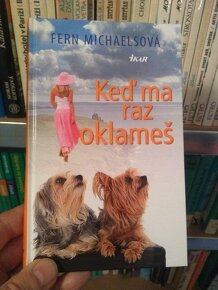 FERN MICHAELSOVÁ
IKAR
Keď ma
raz
oklameš